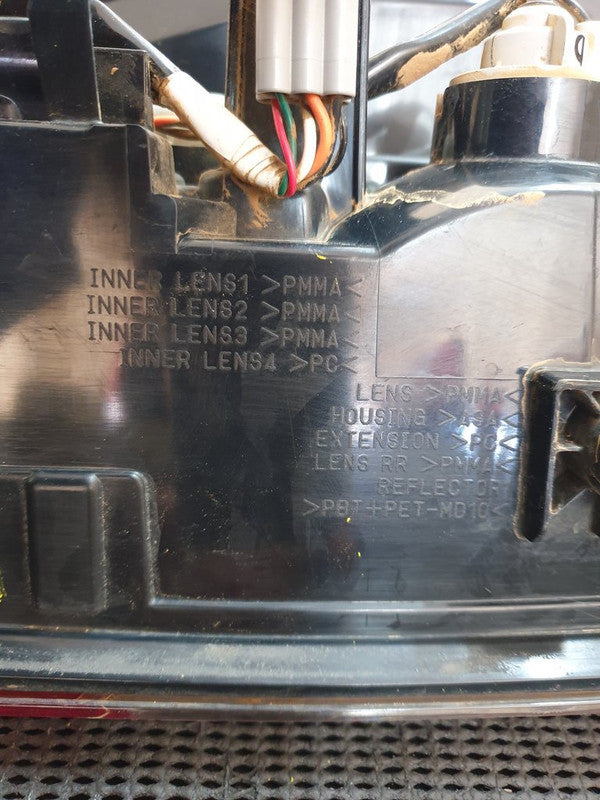 INNER LENS1 >PMMA<
INNER LENS2 >PMMA<
INNER LENS3 >PMMA<
INNER LENS4 >PC<
LENS >PMMA<
HOUSING >ASA<
EXTENSION >PC<
LENS RR >PMMA<
REFLECTOR
>PBT+PET-MD10<